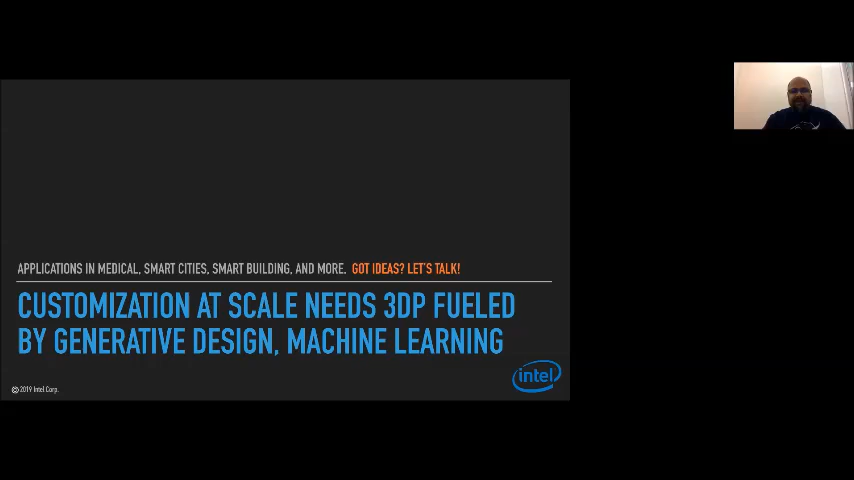 APPLICATIONS IN MEDICAL, SMART CITIES, SMART BUILDING, AND MORE. GOT IDEAS? LET'S TALK!
CUSTOMIZATION AT SCALE NEEDS 3DP FUELED
BY GENERATIVE DESIGN, MACHINE LEARNING
intel
© 2019 Intel Corp.